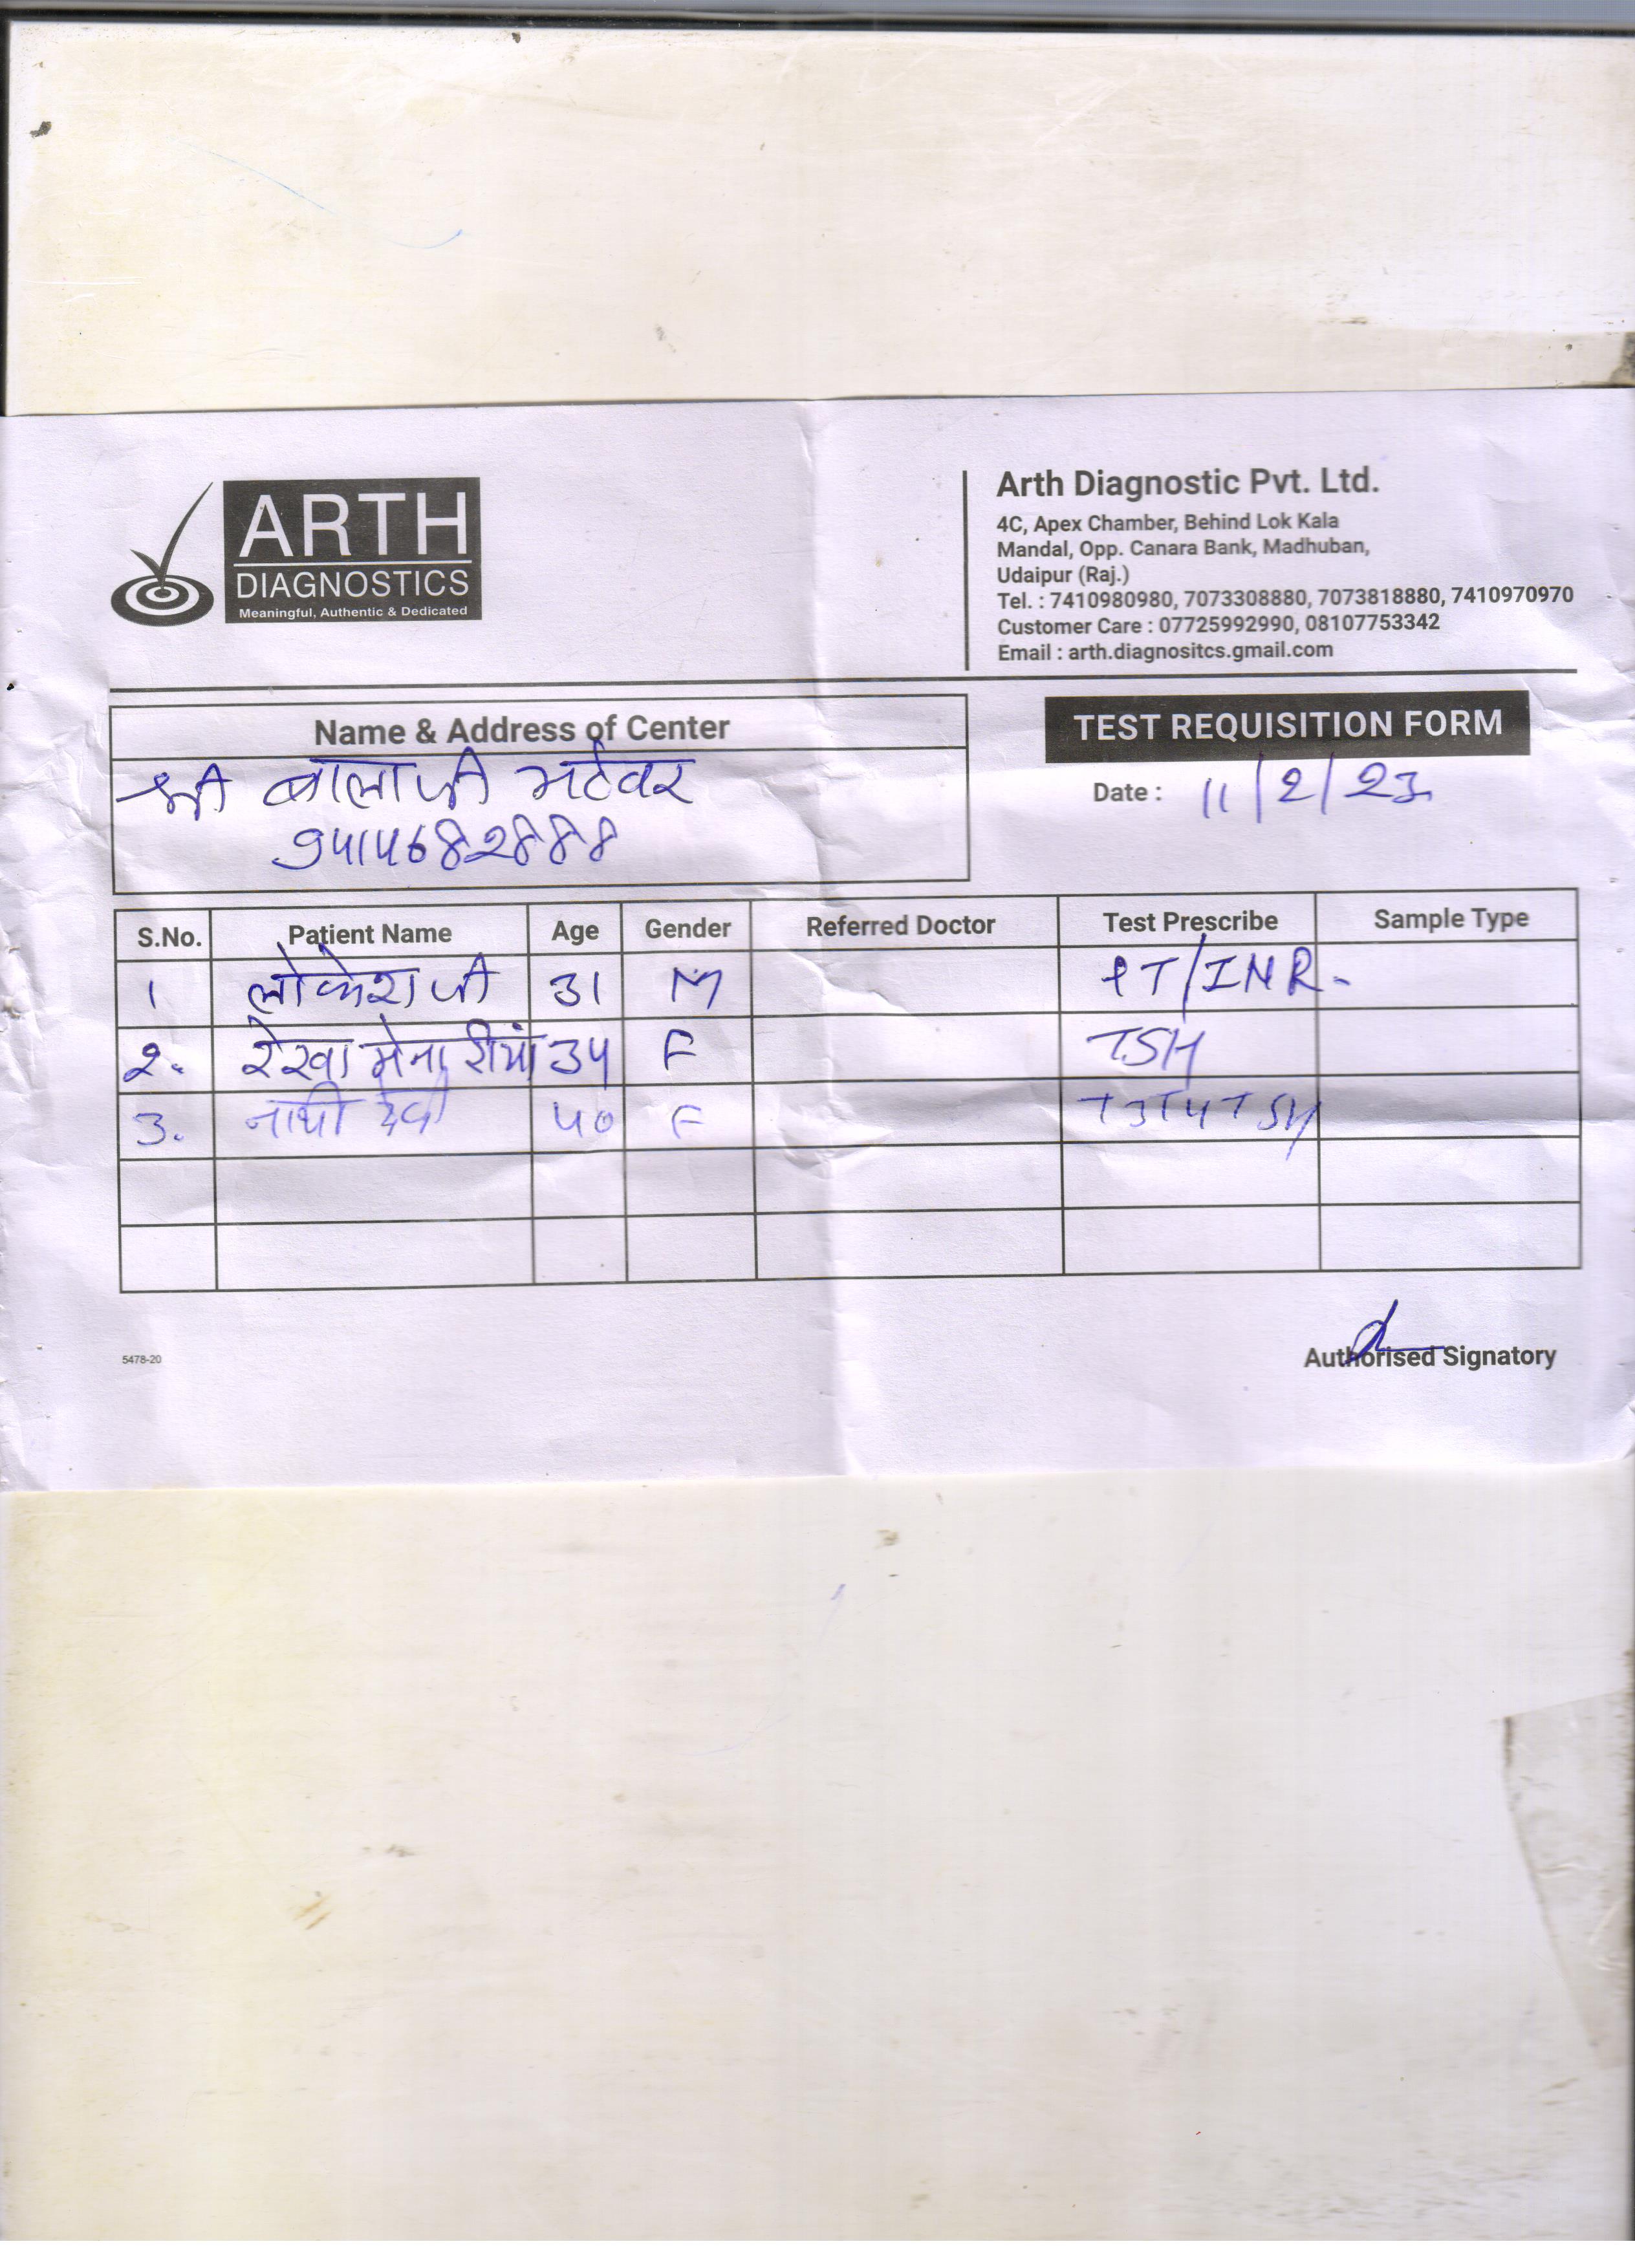 ARTH
DIAGNOSTICS
Meaningful, Authentic & Dedicated
Arth Diagnostic Pvt. Ltd.
4C, Apex Chamber, Behind Lok Kala
Mandal, Opp. Canara Bank, Madhuban,
Udaipur (Raj.)
Tel. : 7410980980, 7073308880, 7073818880, 7410970970
Customer Care : 07725992990, 08107753342
Email : arth.diagnositcs.gmail.com
Name & Address of Center
श्री बालाजी भटेवर
9414682888
TEST REQUISITION FORM
Date : 11/2/23
S.No. Patient Name Age Gender Referred Doctor Test Prescribe Sample Type
1 लोकेश जी 31 M PT/INR.
2. रेखा मेनारीयां 34 F TSH
3. नाथी देवी 40 F T3T4TSH
Authorised Signatory
5478-20